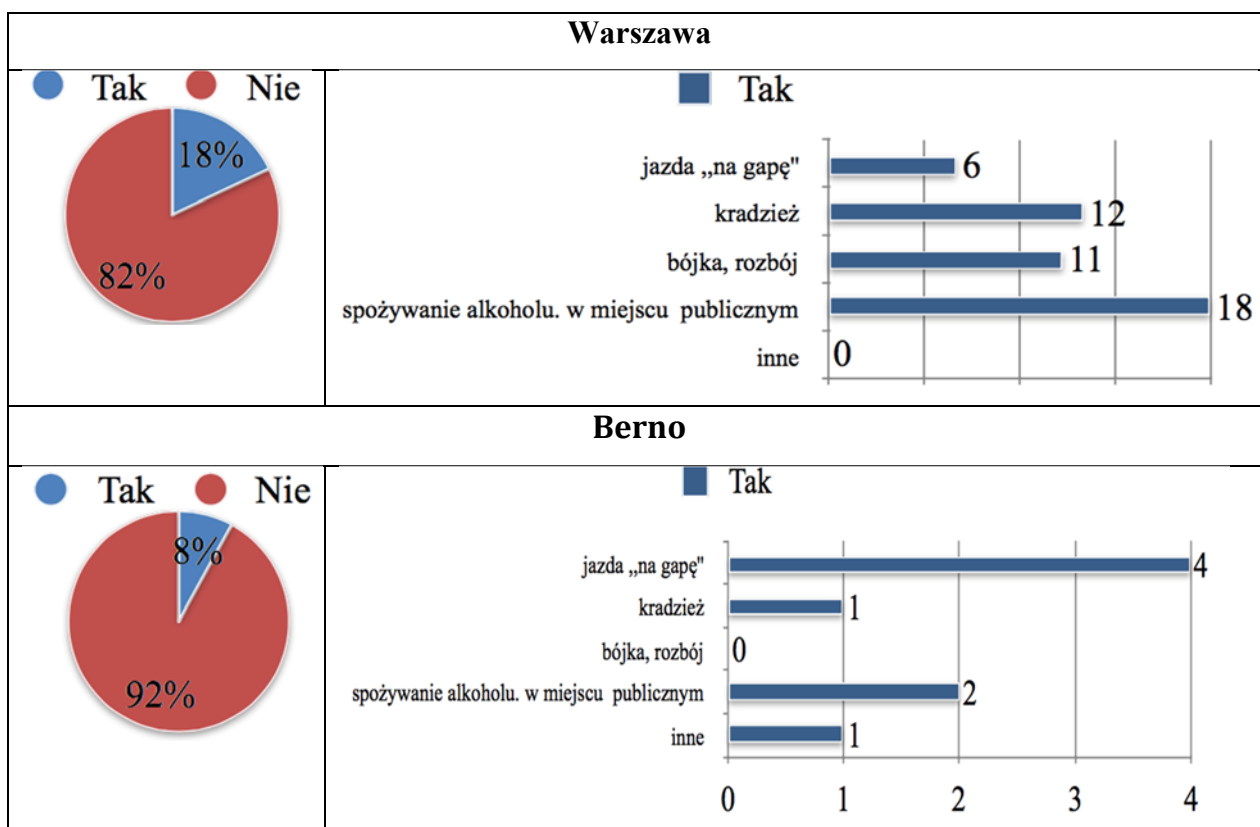 Warszawa
Tak Nie
18%
82%
Tak
jazda ,,na gapę" 6
kradzież 12
bójka, rozbój 11
spożywanie alkoholu. w miejscu publicznym 18
inne 0
Berno
Tak Nie
8%
92%
Tak
jazda ,,na gapę" 4
kradzież 1
bójka, rozbój 0
spożywanie alkoholu. w miejscu publicznym 2
inne 1
0 1 2 3 4